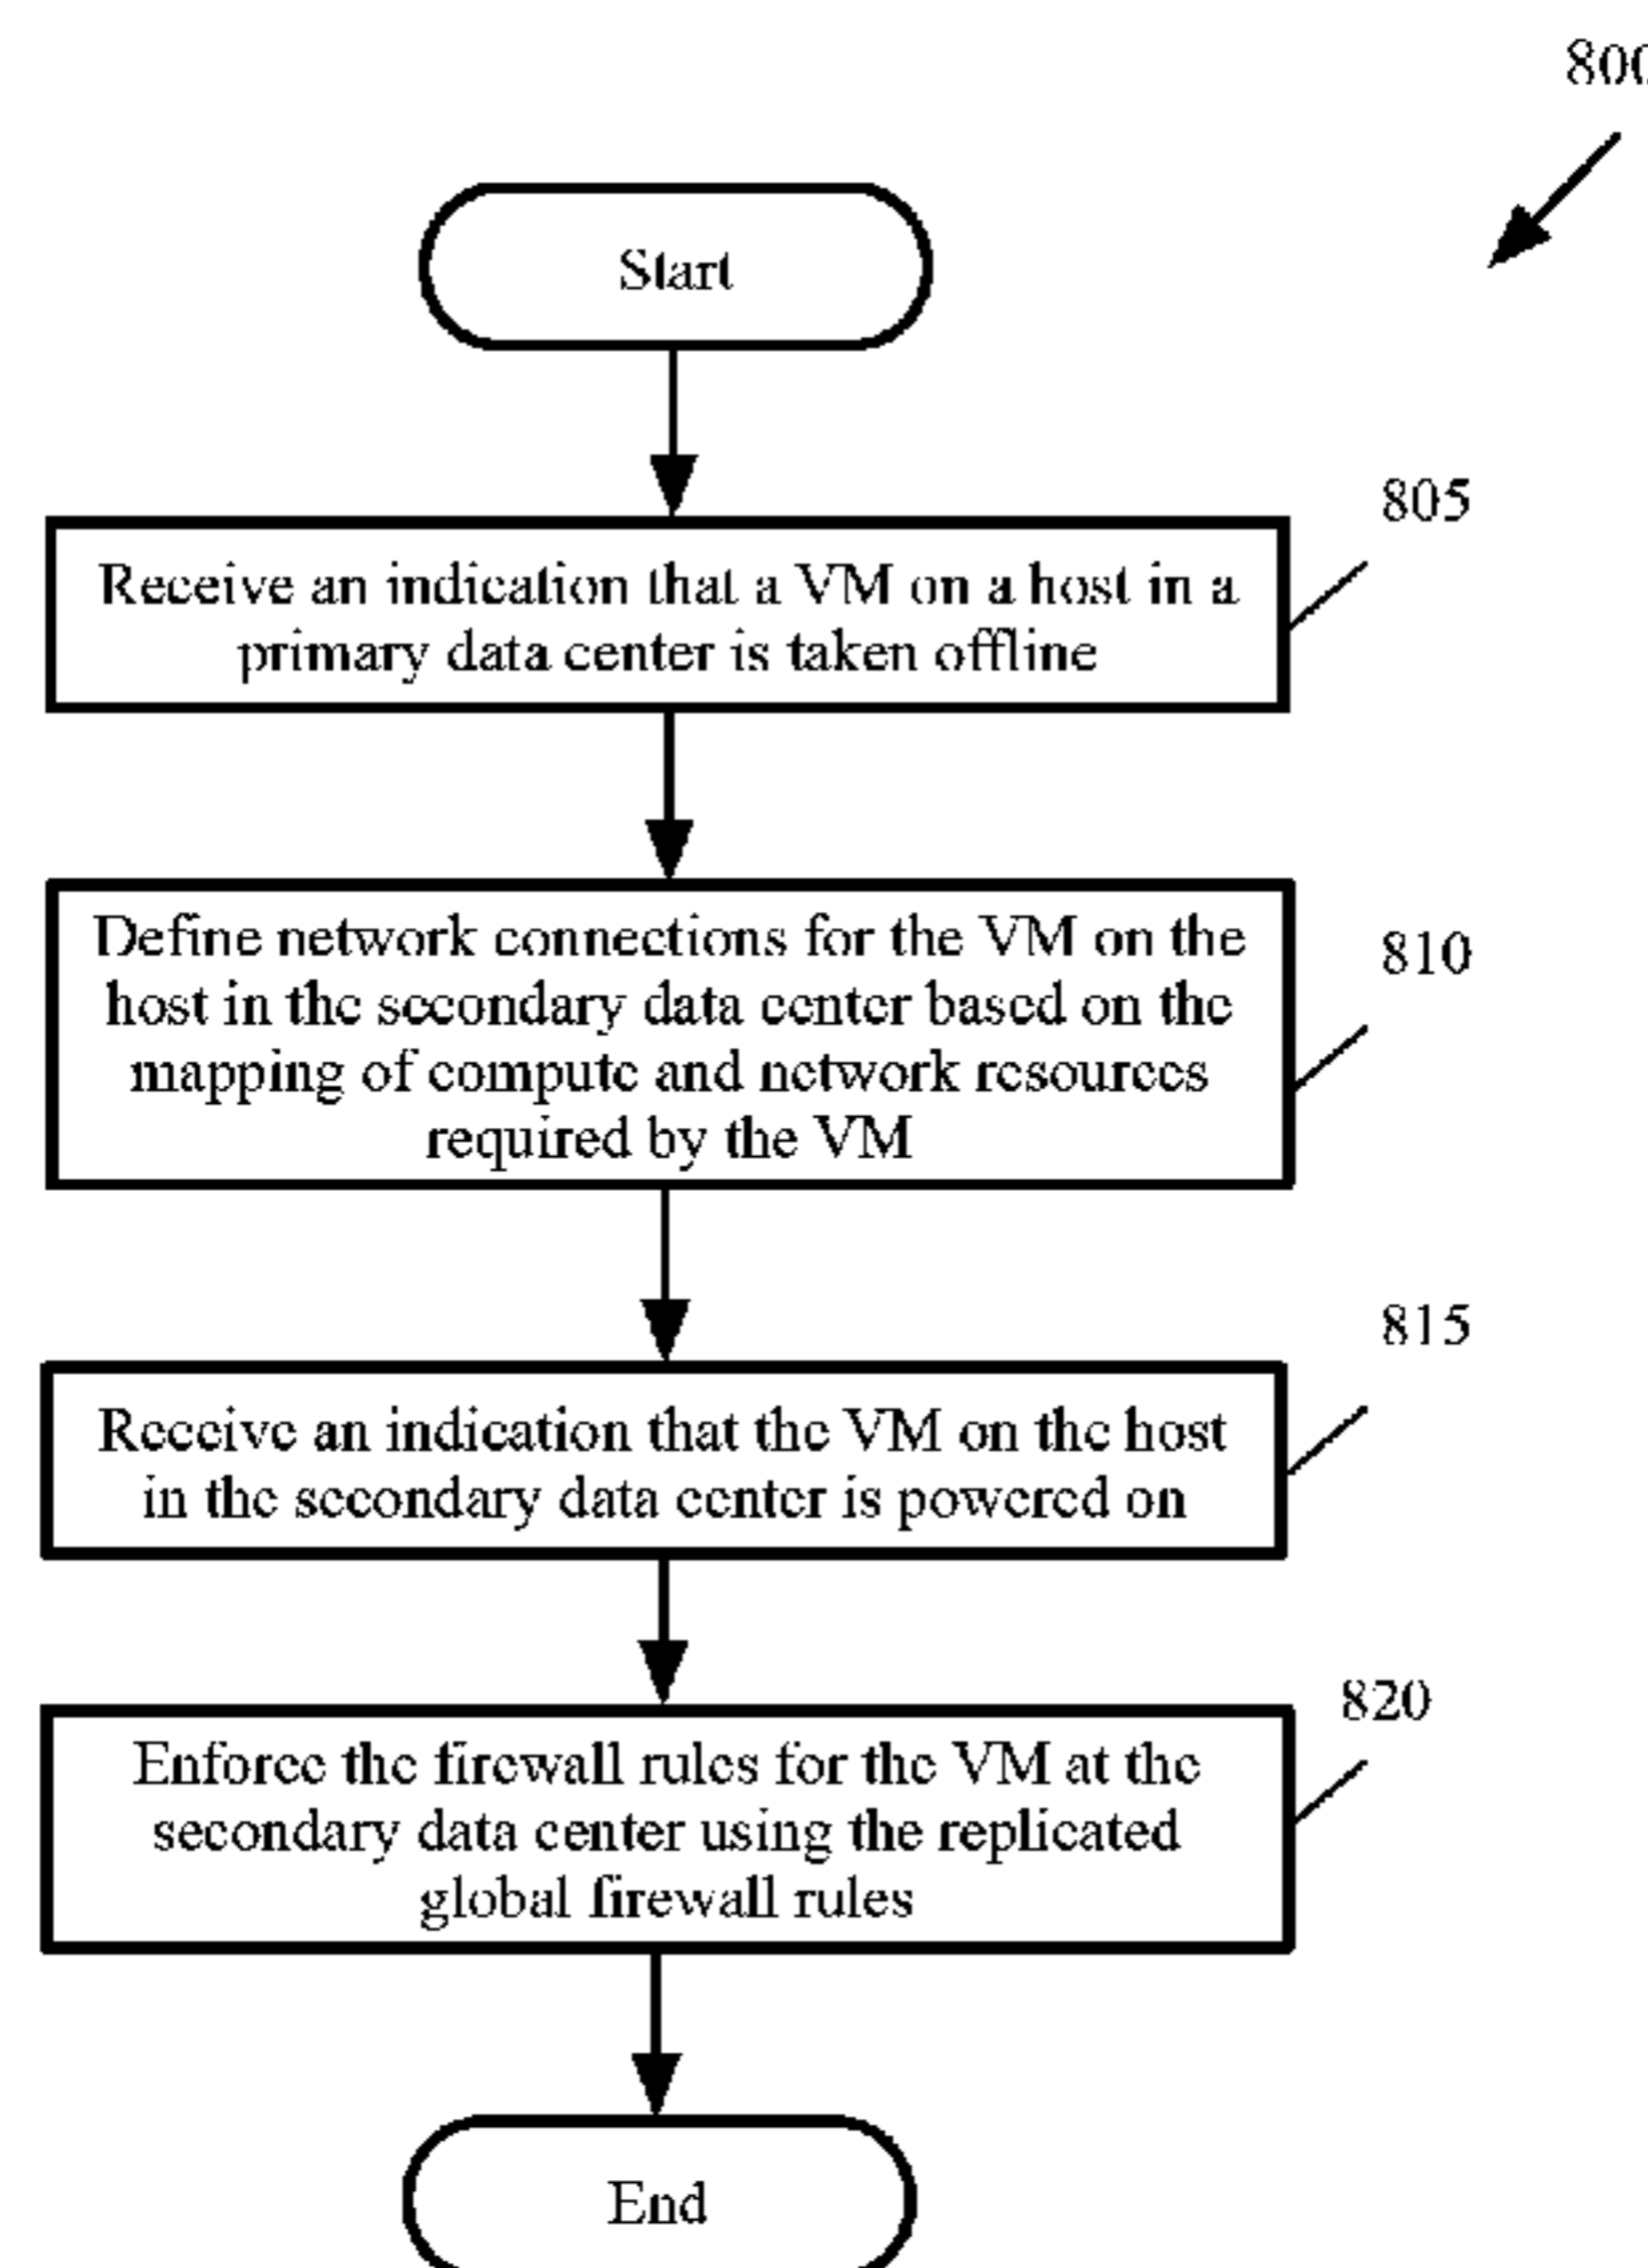 800
Start
805
Receive an indication that a VM on a host in a
primary data center is taken offline
810
Define network connections for the VM on the
host in the secondary data center based on the
mapping of compute and network resources
required by the VM
815
Receive an indication that the VM on the host
in the secondary data center is powered on
820
Enforce the firewall rules for the VM at the
secondary data center using the replicated
global firewall rules
End